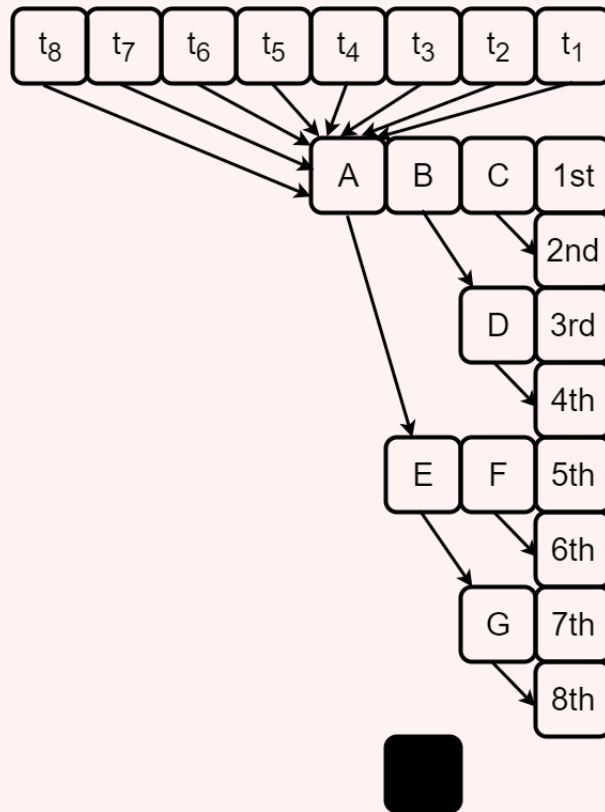 t₈ t₇ t₆ t₅ t₄ t₃ t₂ t₁
A B C 1st
2nd
D 3rd
4th
E F 5th
6th
G 7th
8th